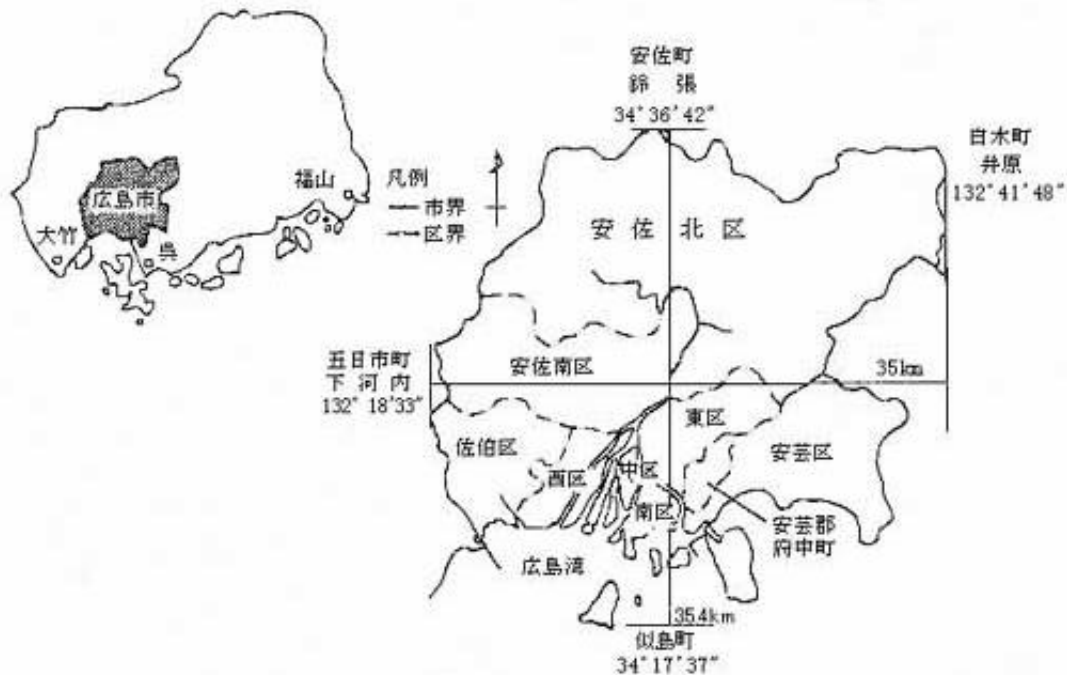 安佐町
鈴張
34°36'42"
白木町
井原
132°41'48"
広島市
福山
大竹
呉
凡例
市界
区界
安佐北区
五日市町
下河内
132°18'33"
安佐南区
35km
佐伯区
東区
安芸区
西区
中区
南区
安芸郡
府中町
広島湾
35.4km
似島町
34°17'37"